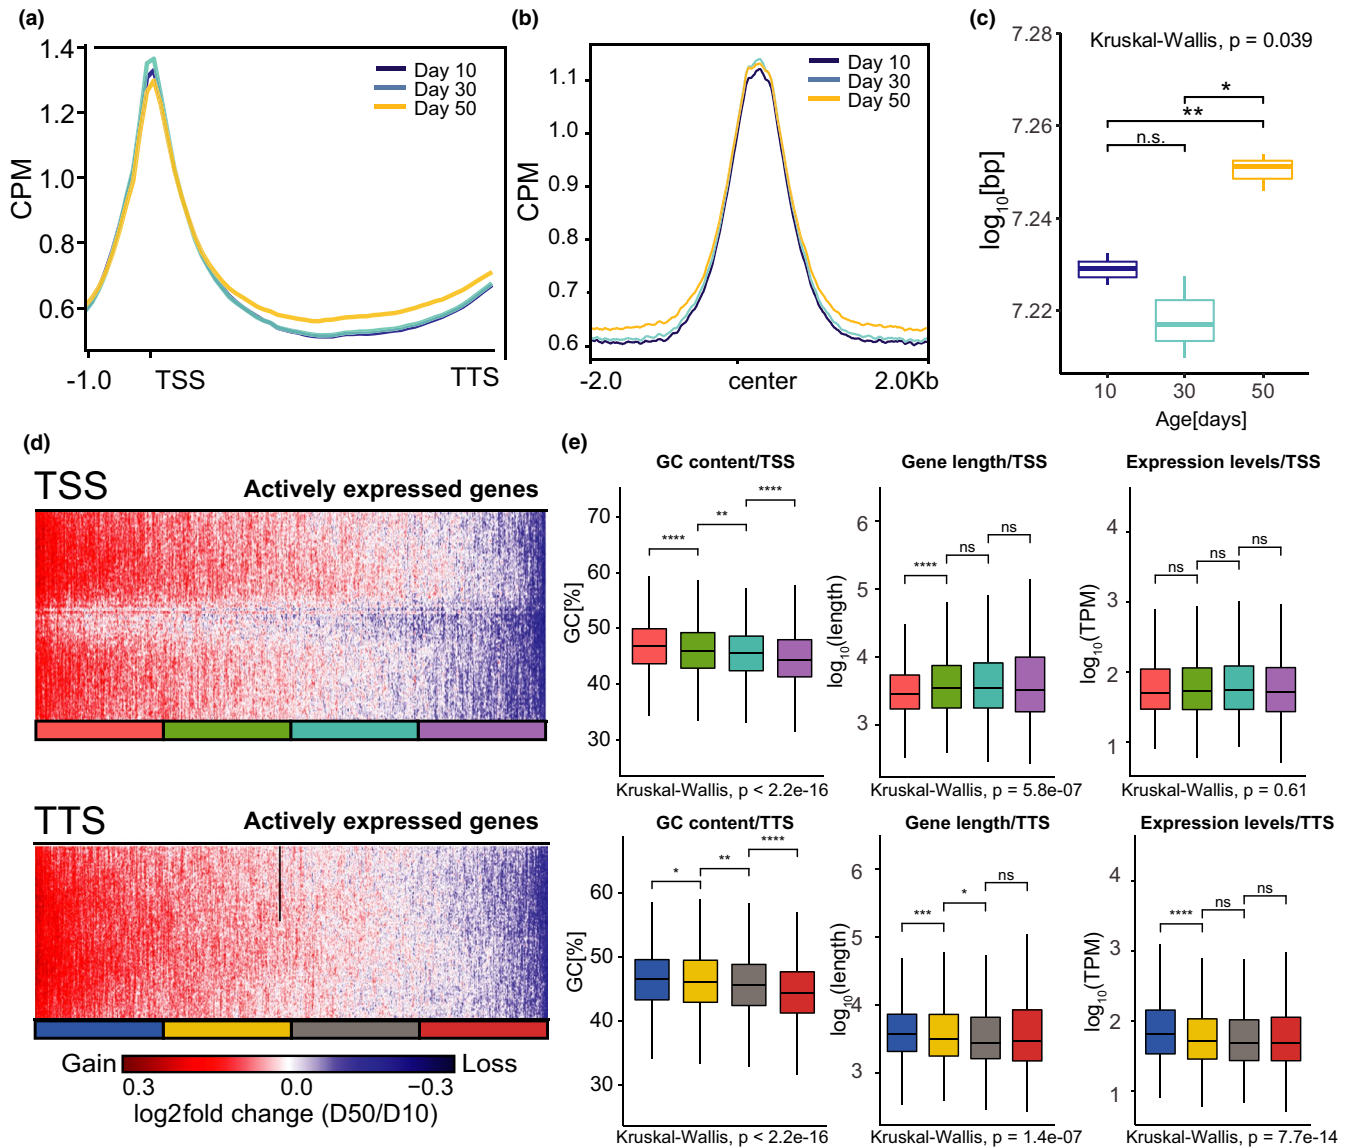 (a)
1.4
1.2
1.0
0.8
0.6
CPM
Day 10
Day 30
Day 50
-1.0
TSS
TTS
(b)
1.1
1.0
0.9
0.8
0.7
0.6
CPM
Day 10
Day 30
Day 50
-2.0
center
2.0Kb
(c)
7.28
7.26
7.24
7.22
log10[bp]
Kruskal-Wallis, p = 0.039
*
**
n.s.
10
30
50
Age[days]
(d)
TSS
Actively expressed genes
TTS
Actively expressed genes
Gain
Loss
0.3
0.0
−0.3
log2fold change (D50/D10)
(e)
GC content/TSS
70
60
50
40
30
GC[%]
****
**
****
Kruskal-Wallis, p < 2.2e-16
Gene length/TSS
6
5
4
3
log10(length)
****
ns
ns
Kruskal-Wallis, p = 5.8e-07
Expression levels/TSS
4
3
2
1
log10(TPM)
ns
ns
ns
Kruskal-Wallis, p = 0.61
GC content/TTS
60
50
40
30
GC[%]
*
**
****
Kruskal-Wallis, p < 2.2e-16
Gene length/TTS
6
5
4
3
log10(length)
***
*
ns
Kruskal-Wallis, p = 1.4e-07
Expression levels/TTS
4
3
2
1
log10(TPM)
****
ns
ns
Kruskal-Wallis, p = 7.7e-14